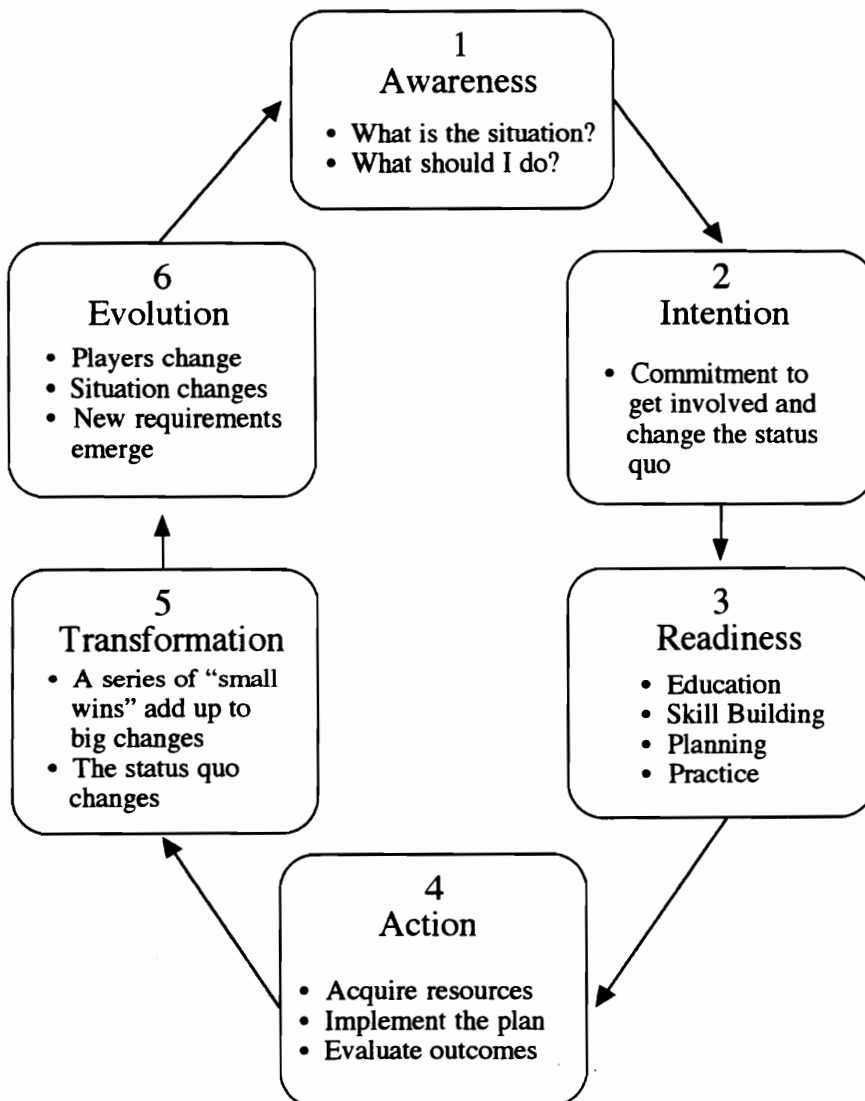 1
Awareness
• What is the situation?
• What should I do?
2
Intention
• Commitment to
get involved and
change the status
quo
3
Readiness
• Education
• Skill Building
• Planning
• Practice
4
Action
• Acquire resources
• Implement the plan
• Evaluate outcomes
5
Transformation
• A series of “small
wins” add up to
big changes
• The status quo
changes
6
Evolution
• Players change
• Situation changes
• New requirements
emerge